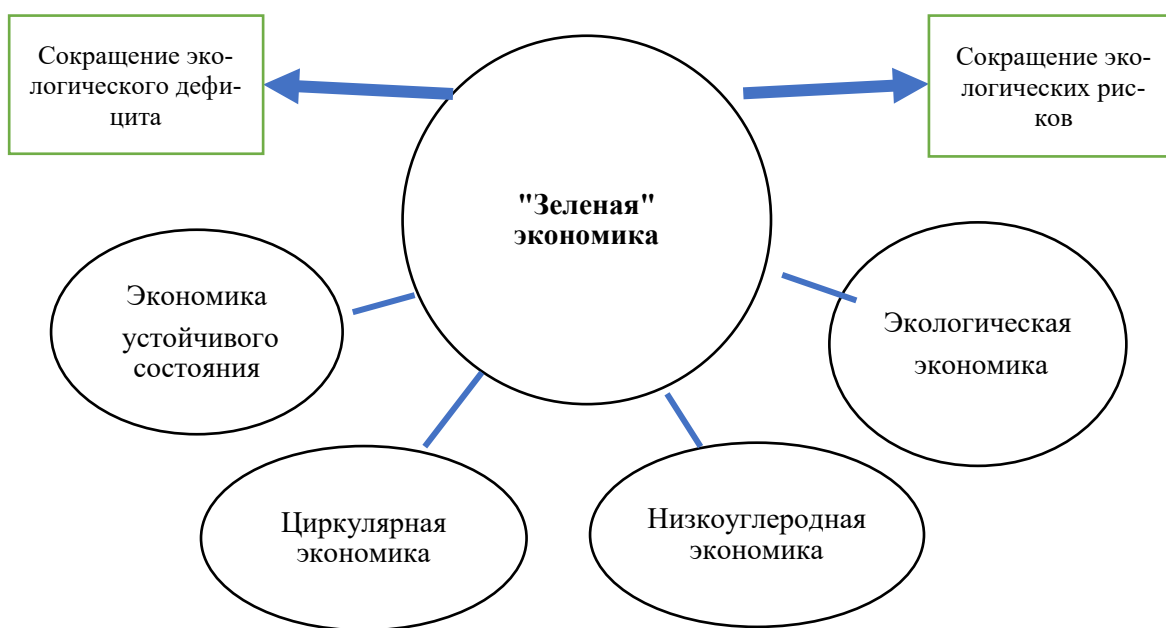 Сокращение эко-
логического дефи-
цита
Сокращение эко-
логических рис-
ков
"Зеленая"
экономика
Экономика
устойчивого
состояния
Экологическая
экономика
Циркулярная
экономика
Низкоуглеродная
экономика